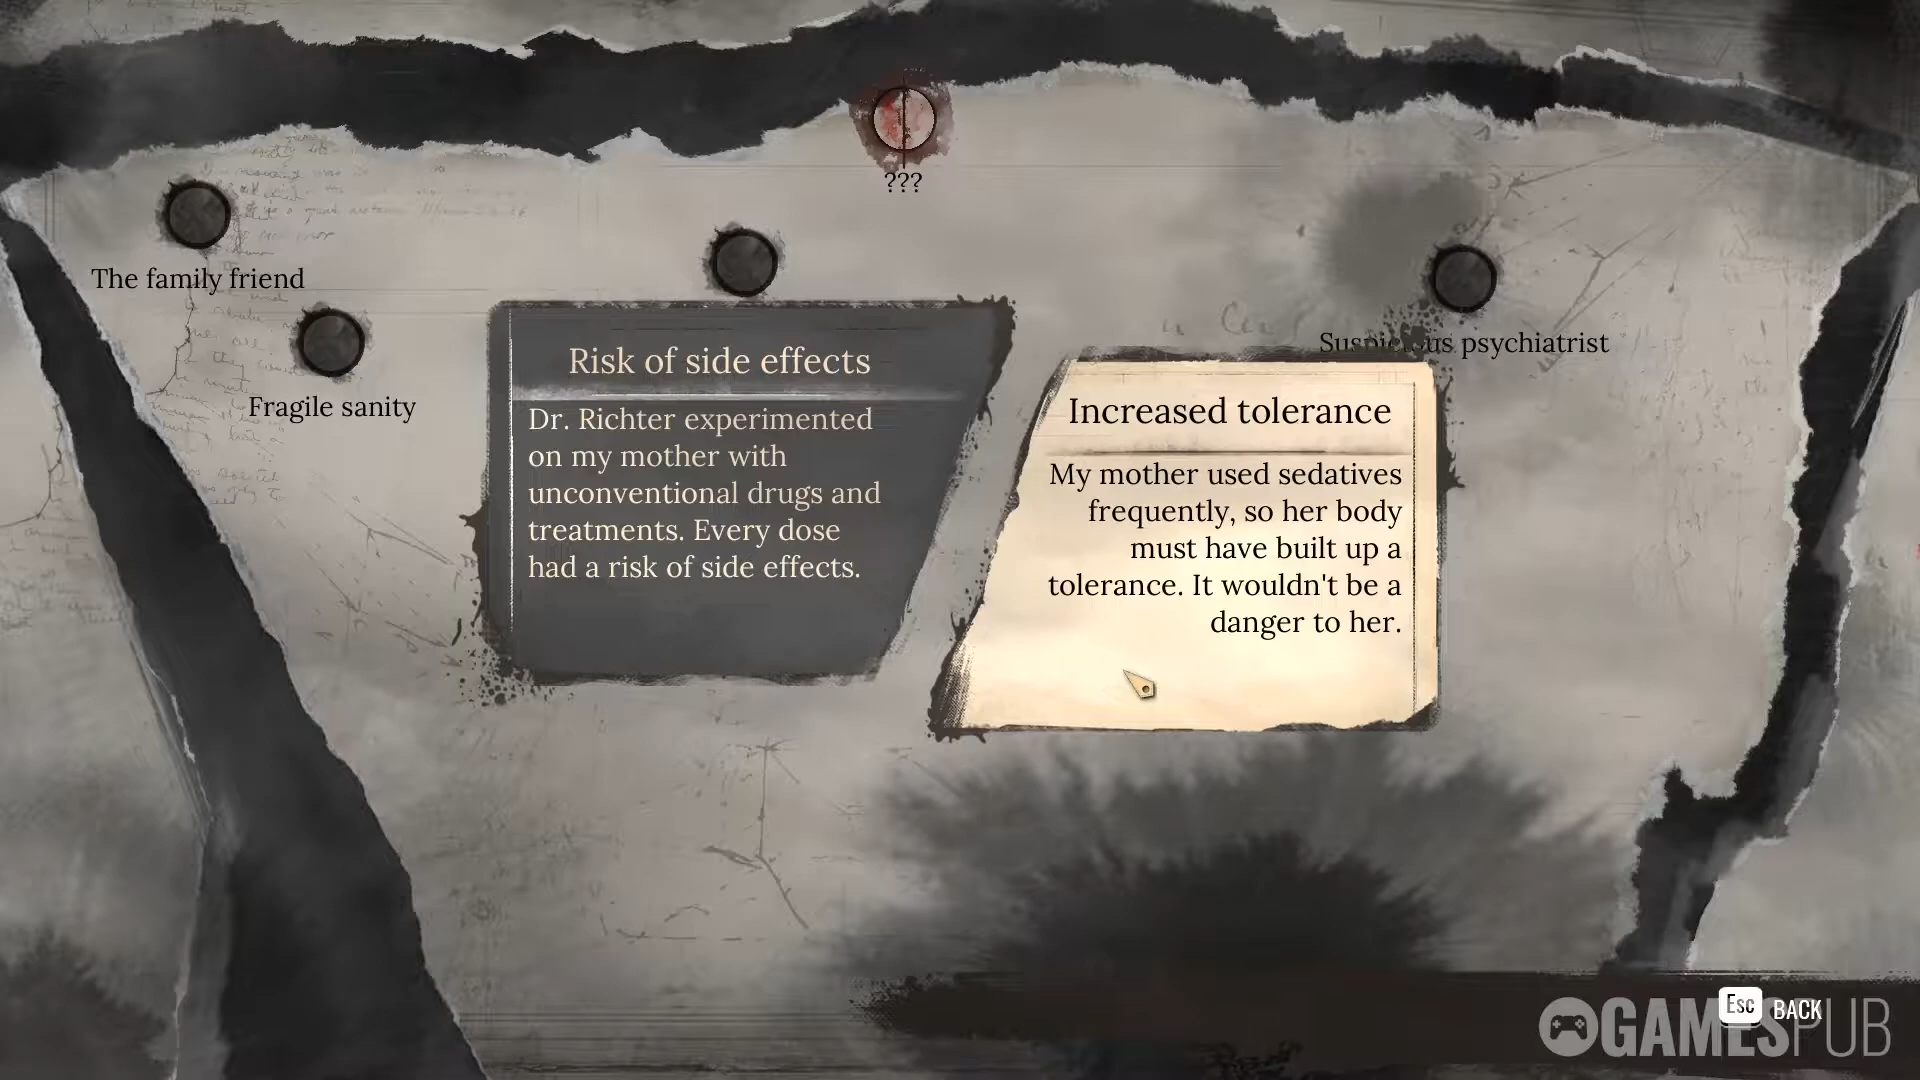 ???
The family friend
Fragile sanity
Suspicious psychiatrist
Risk of side effects
Dr. Richter experimented
on my mother with
unconventional drugs and
treatments. Every dose
had a risk of side effects.
Increased tolerance
My mother used sedatives
frequently, so her body
must have built up a
tolerance. It wouldn't be a
danger to her.
Esc BACK
GAMESPUB